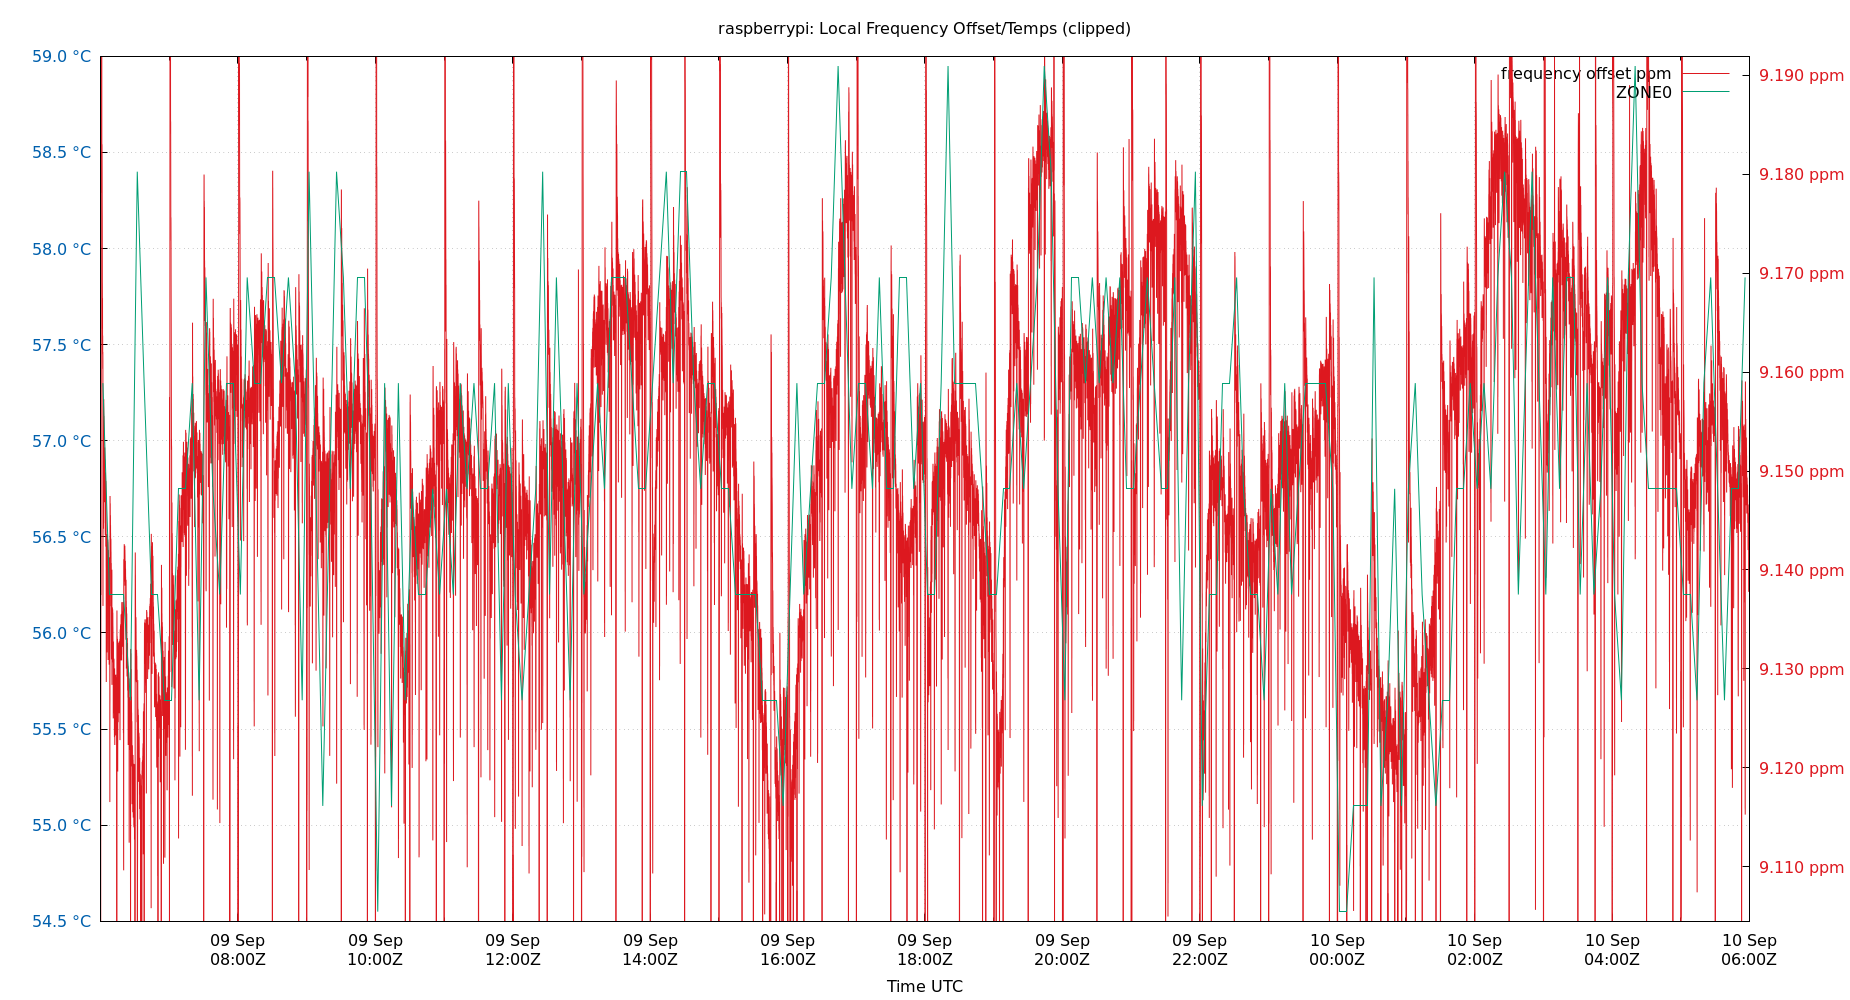 raspberrypi: Local Frequency Offset/Temps (clipped)
59.0 °C
58.5 °C
58.0 °C
57.5 °C
57.0 °C
56.5 °C
56.0 °C
55.5 °C
55.0 °C
54.5 °C
frequency offset ppm
ZONE0
9.190 ppm
9.180 ppm
9.170 ppm
9.160 ppm
9.150 ppm
9.140 ppm
9.130 ppm
9.120 ppm
9.110 ppm
09 Sep
08:00Z
09 Sep
10:00Z
09 Sep
12:00Z
09 Sep
14:00Z
09 Sep
16:00Z
09 Sep
18:00Z
09 Sep
20:00Z
09 Sep
22:00Z
10 Sep
00:00Z
10 Sep
02:00Z
10 Sep
04:00Z
10 Sep
06:00Z
Time UTC